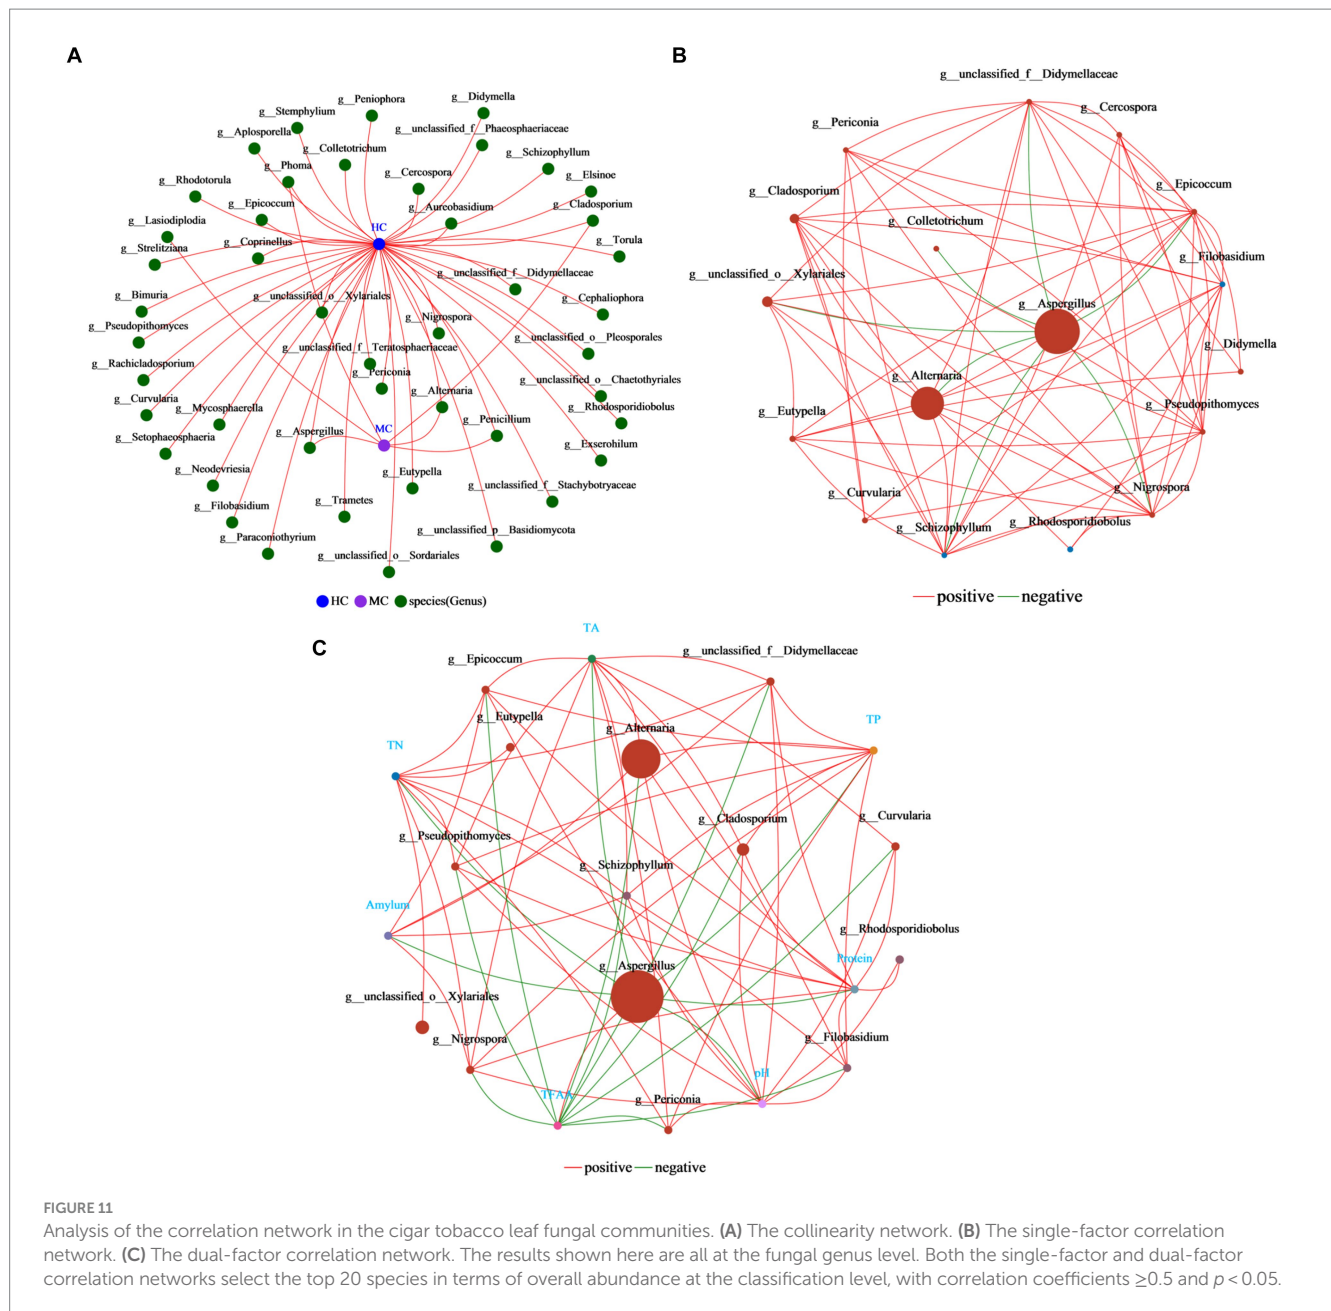 A
g__Peniophora
g__Didymella
g__Stemphylium
g__unclassified_f__Phaeosphaeriaceae
g__Aplosporella
g__Colletotrichum
g__Schizophyllum
g__Phoma
g__Cercospora
g__Elsinoe
g__Rhodotorula
g__Epicoccum
g__Aureobasidium
g__Cladosporium
g__Lasiodiplodia
HC
g__Strelitziana
g__Coprinellus
g__Torula
g__unclassified_f__Didymellaceae
g__Bimuria
g__unclassified_o__Xylariales
g__Cephaliophora
g__Pseudopithomyces
g__Nigrospora
g__unclassified_o__Pleosporales
g__unclassified_f__Teratosphaeriaceae
g__Rachicladosporium
g__Periconia
g__unclassified_o__Chaetothyriales
g__Alternaria
g__Curvularia
g__Mycosphaerella
g__Rhodosporidiobolus
g__Penicillium
g__Aspergillus
MC
g__Setophaeosphaeria
g__Exserohilum
g__Neodevriesia
g__Eutypella
g__unclassified_f__Stachybotryaceae
g__Filobasidium
g__Trametes
g__unclassified_p__Basidiomycota
g__Paraconiothyrium
g__unclassified_o__Sordariales
HC MC species(Genus)
B
g__unclassified_f__Didymellaceae
g__Cercospora
g__Periconia
g__Epicoccum
g__Cladosporium
g__Colletotrichum
g__Filobasidium
g__unclassified_o__Xylariales
g__Aspergillus
g__Didymella
g__Alternaria
g__Pseudopithomyces
g__Eutypella
g__Nigrospora
g__Curvularia
g__Schizophyllum
g__Rhodosporidiobolus
positive negative
C
TA
g__unclassified_f__Didymellaceae
g__Epicoccum
g__Eutypella
TP
g__Alternaria
TN
g__Cladosporium
g__Curvularia
g__Pseudopithomyces
g__Schizophyllum
Amylum
g__Rhodosporidiobolus
Protein
g__Aspergillus
g__unclassified_o__Xylariales
g__Nigrospora
g__Filobasidium
pH
TFAA
g__Periconia
positive negative
FIGURE 11
Analysis of the correlation network in the cigar tobacco leaf fungal communities. (A) The collinearity network. (B) The single-factor correlation
network. (C) The dual-factor correlation network. The results shown here are all at the fungal genus level. Both the single-factor and dual-factor
correlation networks select the top 20 species in terms of overall abundance at the classification level, with correlation coefficients ≥0.5 and p < 0.05.